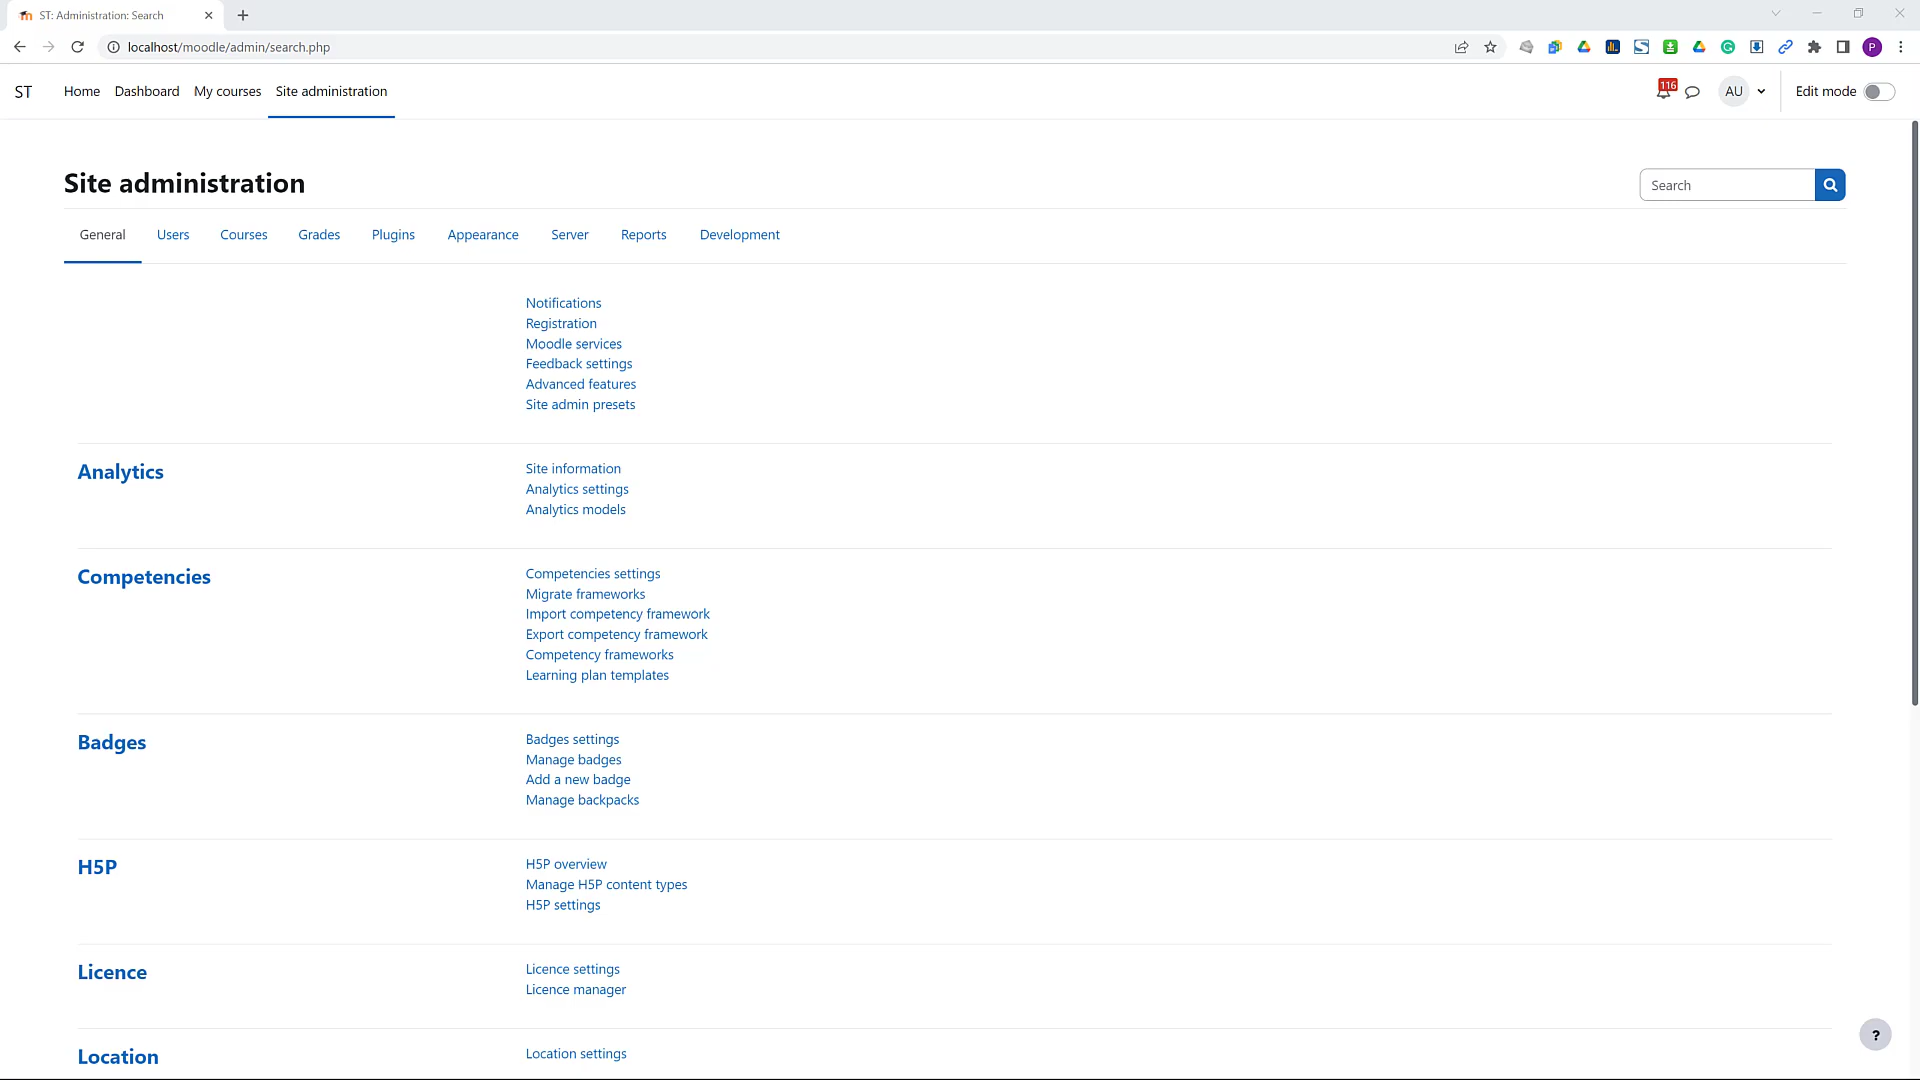 ST: Administration: Search
localhost/moodle/admin/search.php
P
ST
Home Dashboard My courses Site administration
116
AU
Edit mode
Site administration
Search
General Users Courses Grades Plugins Appearance Server Reports Development
Notifications
Registration
Moodle services
Feedback settings
Advanced features
Site admin presets
Analytics
Site information
Analytics settings
Analytics models
Competencies
Competencies settings
Migrate frameworks
Import competency framework
Export competency framework
Competency frameworks
Learning plan templates
Badges
Badges settings
Manage badges
Add a new badge
Manage backpacks
H5P
H5P overview
Manage H5P content types
H5P settings
Licence
Licence settings
Licence manager
Location
Location settings
?